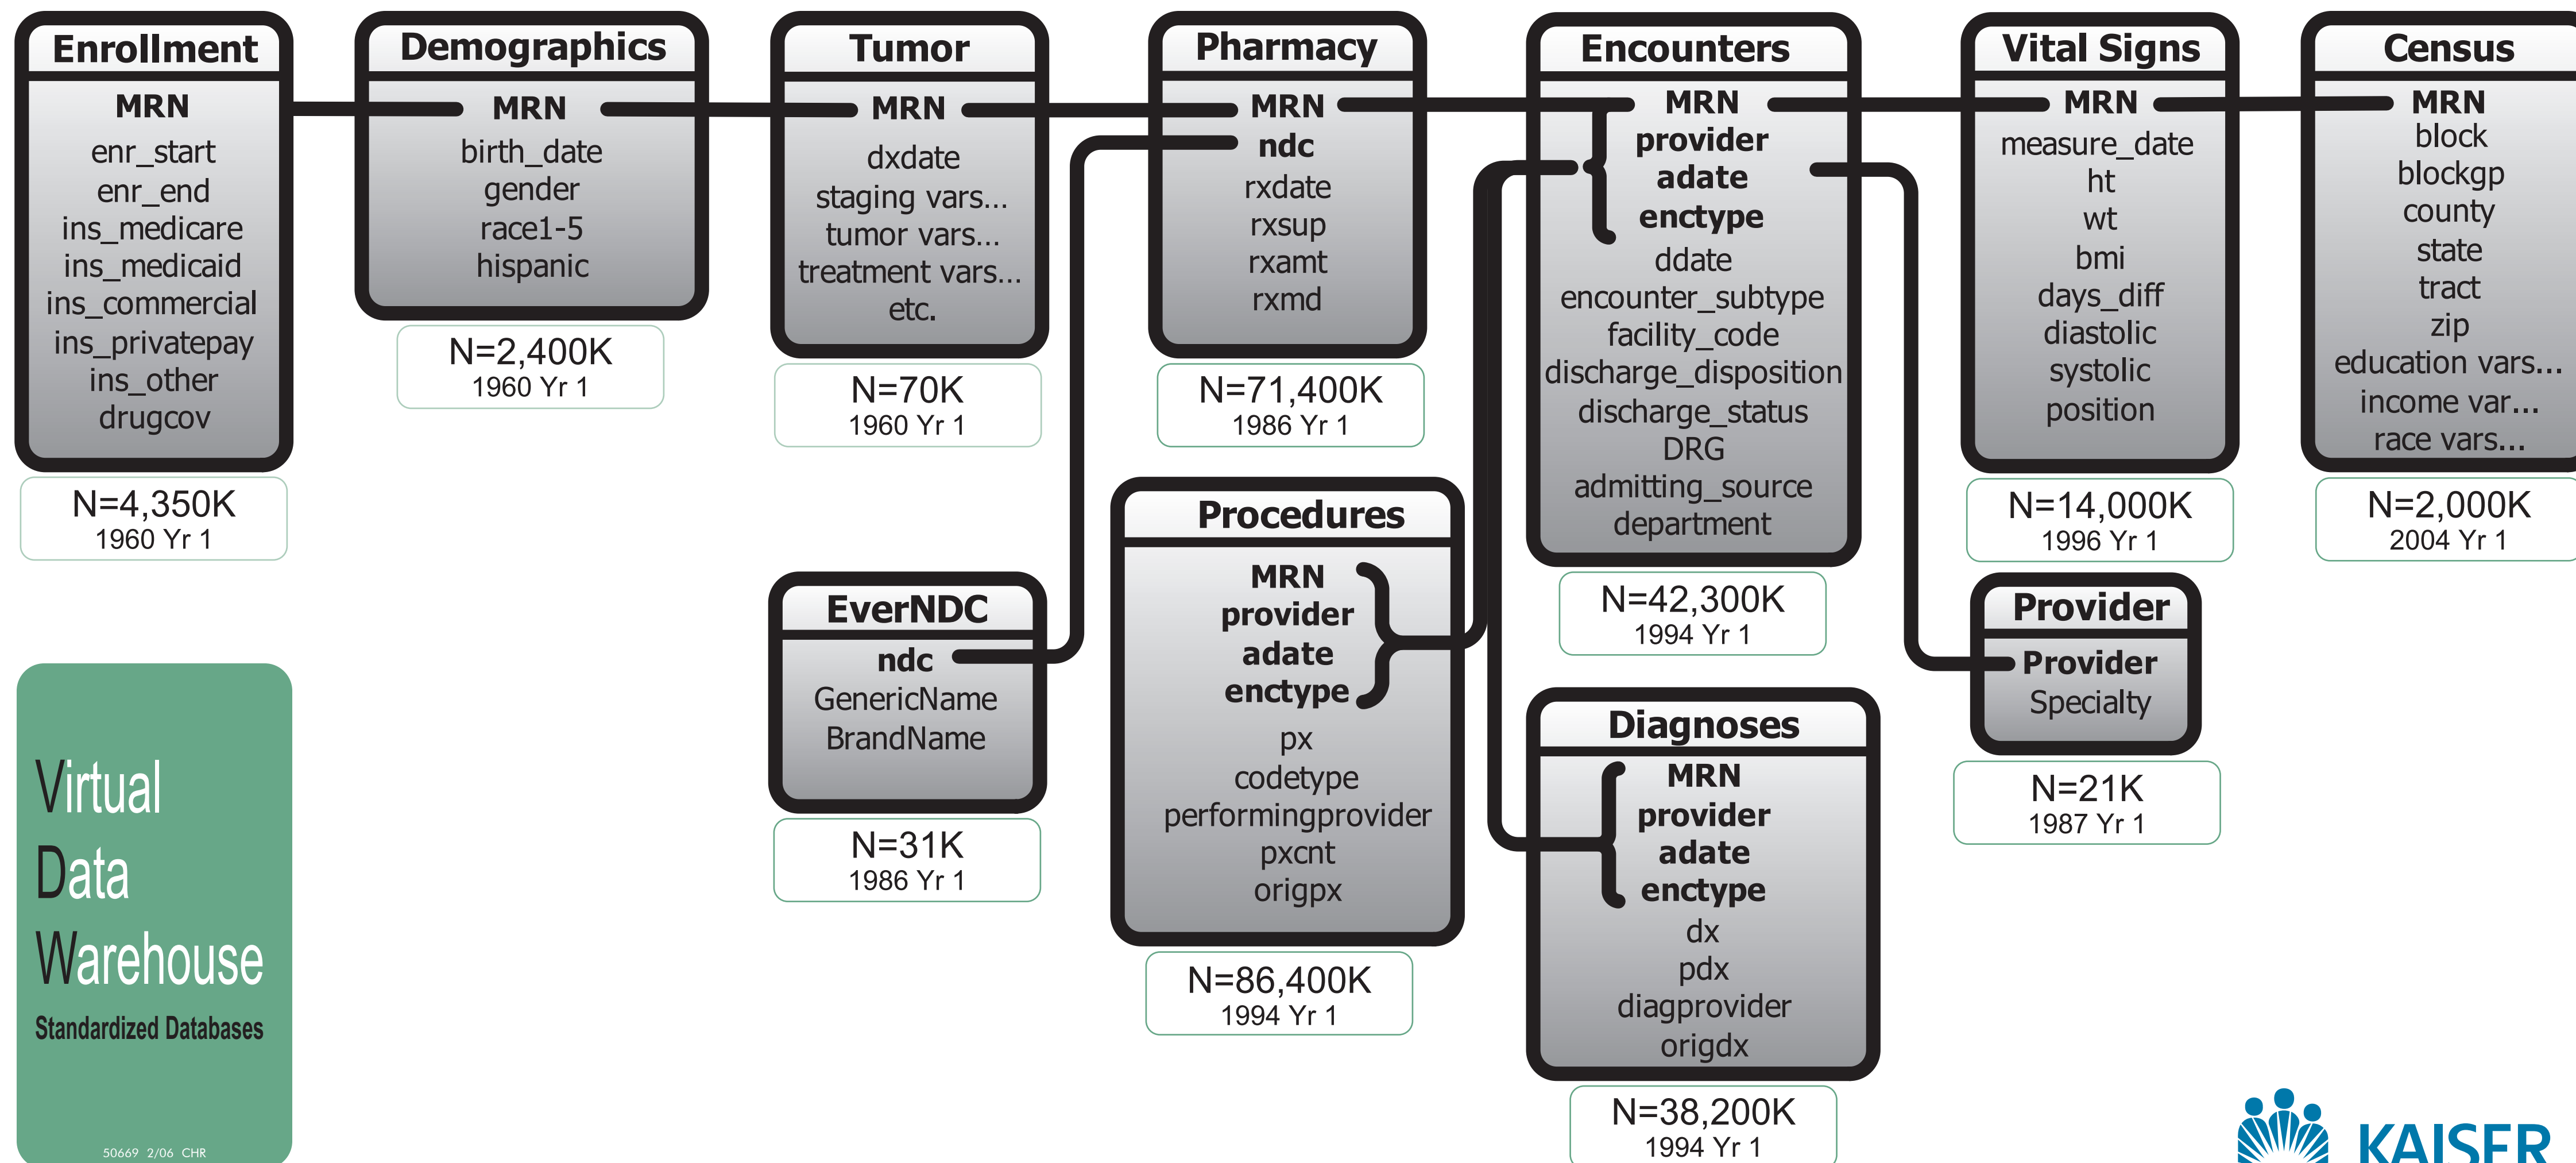 Enrollment
MRN
enr_start
enr_end
ins_medicare
ins_medicaid
ins_commercial
ins_privatepay
ins_other
drugcov
N=4,350K
1960 Yr 1
Demographics
MRN
birth_date
gender
race1-5
hispanic
N=2,400K
1960 Yr 1
Tumor
MRN
dxdate
staging vars...
tumor vars...
treatment vars...
etc.
N=70K
1960 Yr 1
Pharmacy
MRN
ndc
rxdate
rxsup
rxamt
rxmd
N=71,400K
1986 Yr 1
Encounters
MRN
provider
adate
enctype
ddate
encounter_subtype
facility_code
discharge_disposition
discharge_status
DRG
admitting_source
department
N=42,300K
1994 Yr 1
Vital Signs
MRN
measure_date
ht
wt
bmi
days_diff
diastolic
systolic
position
N=14,000K
1996 Yr 1
Census
MRN
block
blockgp
county
state
tract
zip
education vars...
income var...
race vars...
N=2,000K
2004 Yr 1
EverNDC
ndc
GenericName
BrandName
N=31K
1986 Yr 1
Procedures
MRN
provider
adate
enctype
px
codetype
performingprovider
pxcnt
origpx
N=86,400K
1994 Yr 1
Diagnoses
MRN
provider
adate
enctype
dx
pdx
diagprovider
origdx
N=38,200K
1994 Yr 1
Provider
Provider
Specialty
N=21K
1987 Yr 1
Virtual
Data
Warehouse
Standardized Databases
50669 2/06 CHR
KAISER